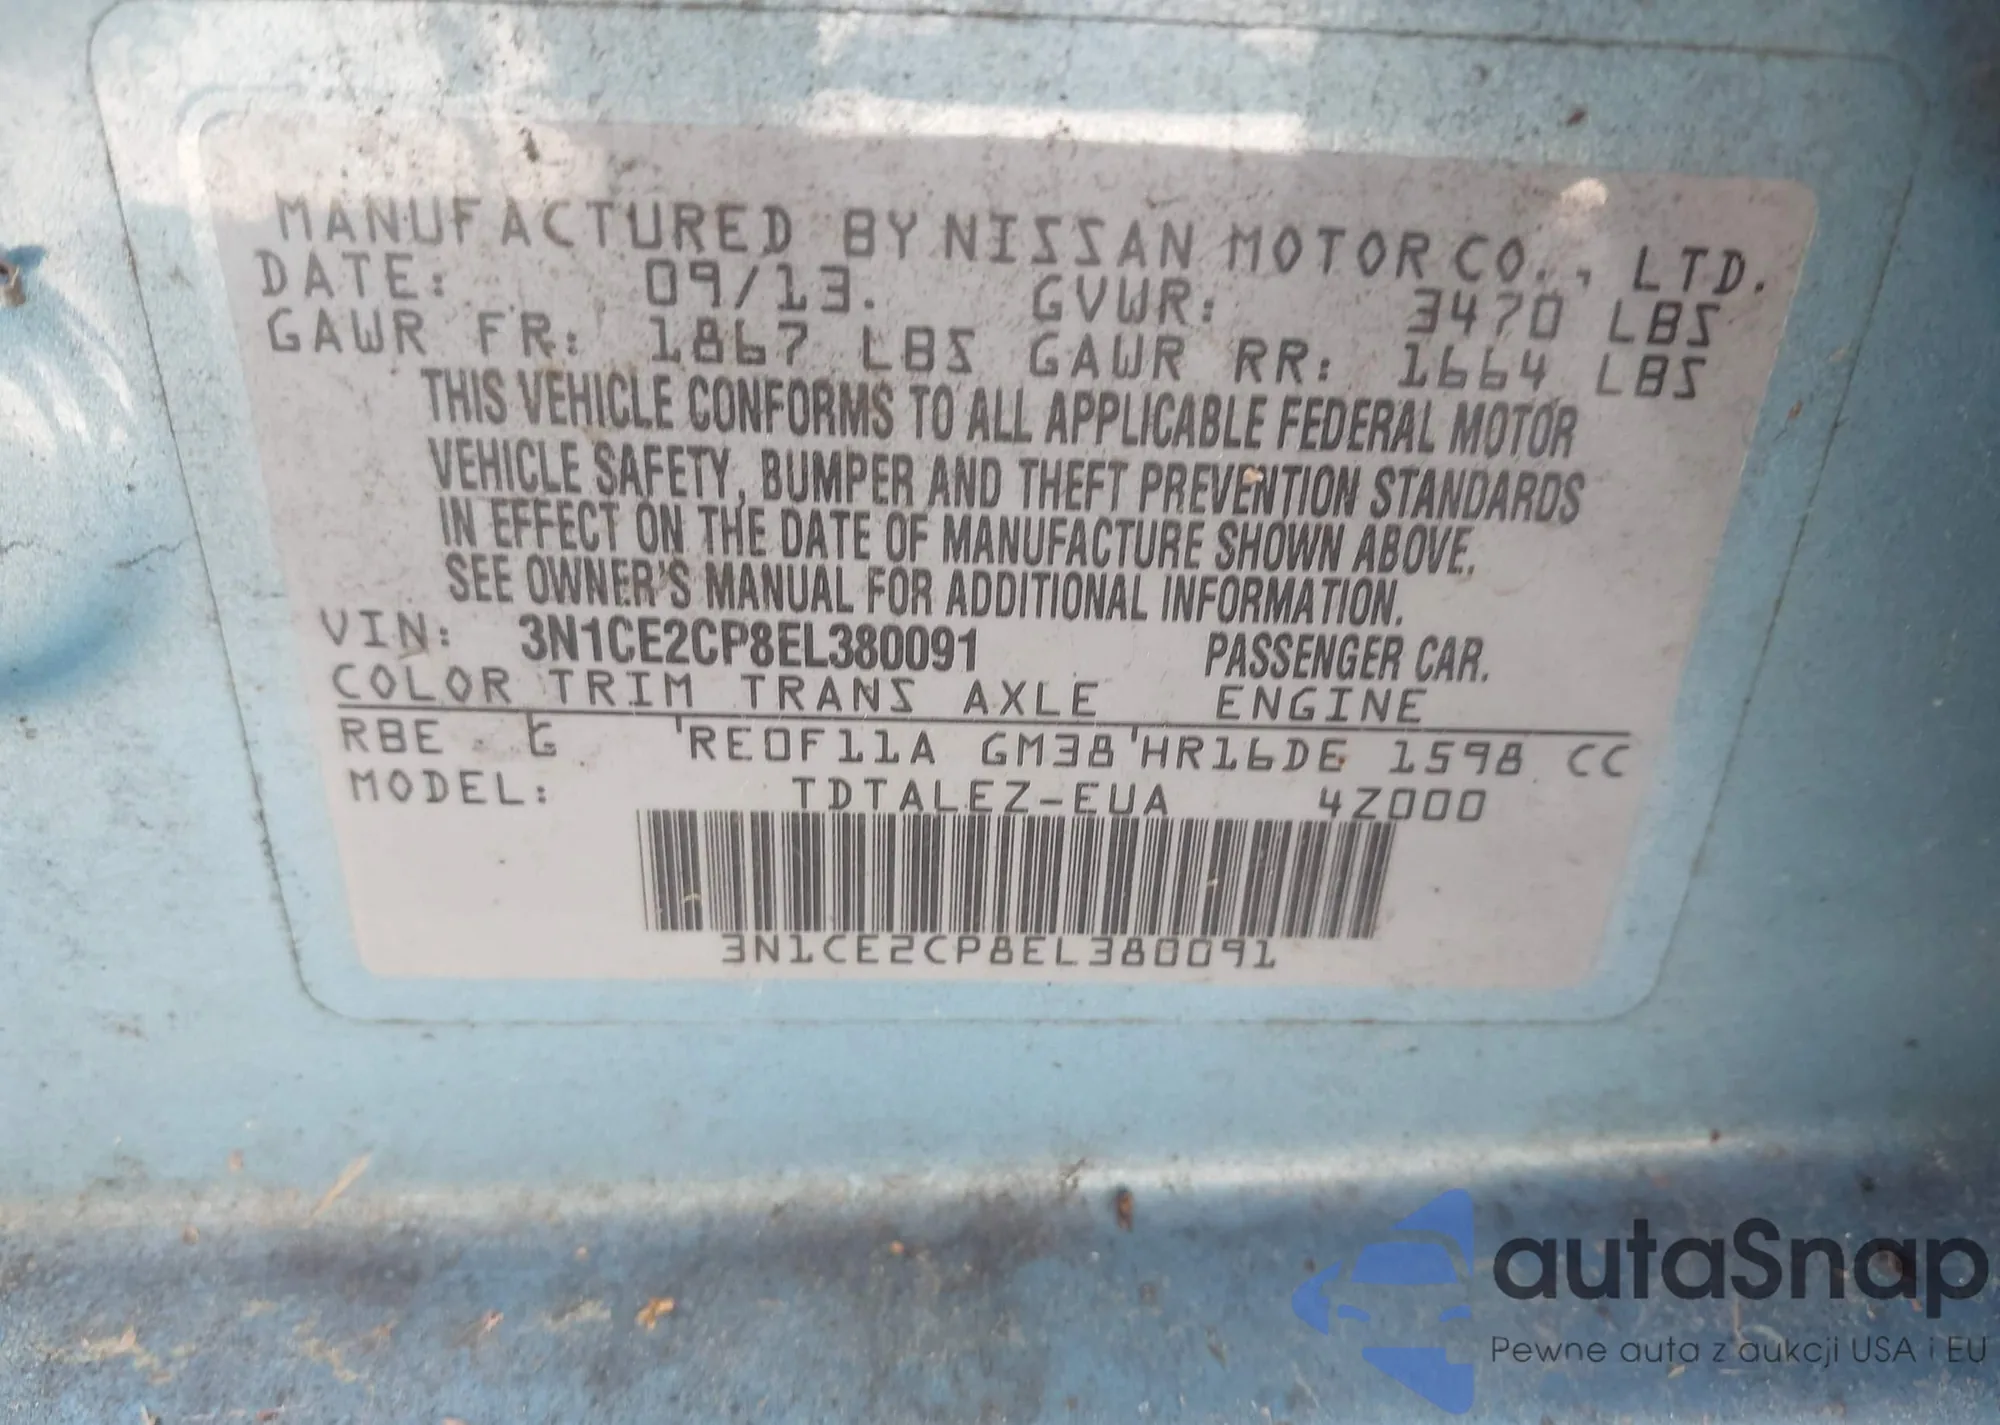 MANUFACTURED BY NISSAN MOTOR CO., LTD.
DATE: 09/13. GVWR: 3470 LBS
GAWR FR: 1867 LBS GAWR RR: 1664 LBS
THIS VEHICLE CONFORMS TO ALL APPLICABLE FEDERAL MOTOR
VEHICLE SAFETY, BUMPER AND THEFT PREVENTION STANDARDS
IN EFFECT ON THE DATE OF MANUFACTURE SHOWN ABOVE.
SEE OWNER'S MANUAL FOR ADDITIONAL INFORMATION.
VIN: 3N1CE2CP8EL380091 PASSENGER CAR.
COLOR TRIM TRANS AXLE ENGINE
RBE G 'RE0F11A GM38'HR16DE 1598 CC
MODEL: TDTALEZ-EUA 4Z000
3N1CE2CP8EL380091
autaSnap
Pewne auta z aukcji USA i EU